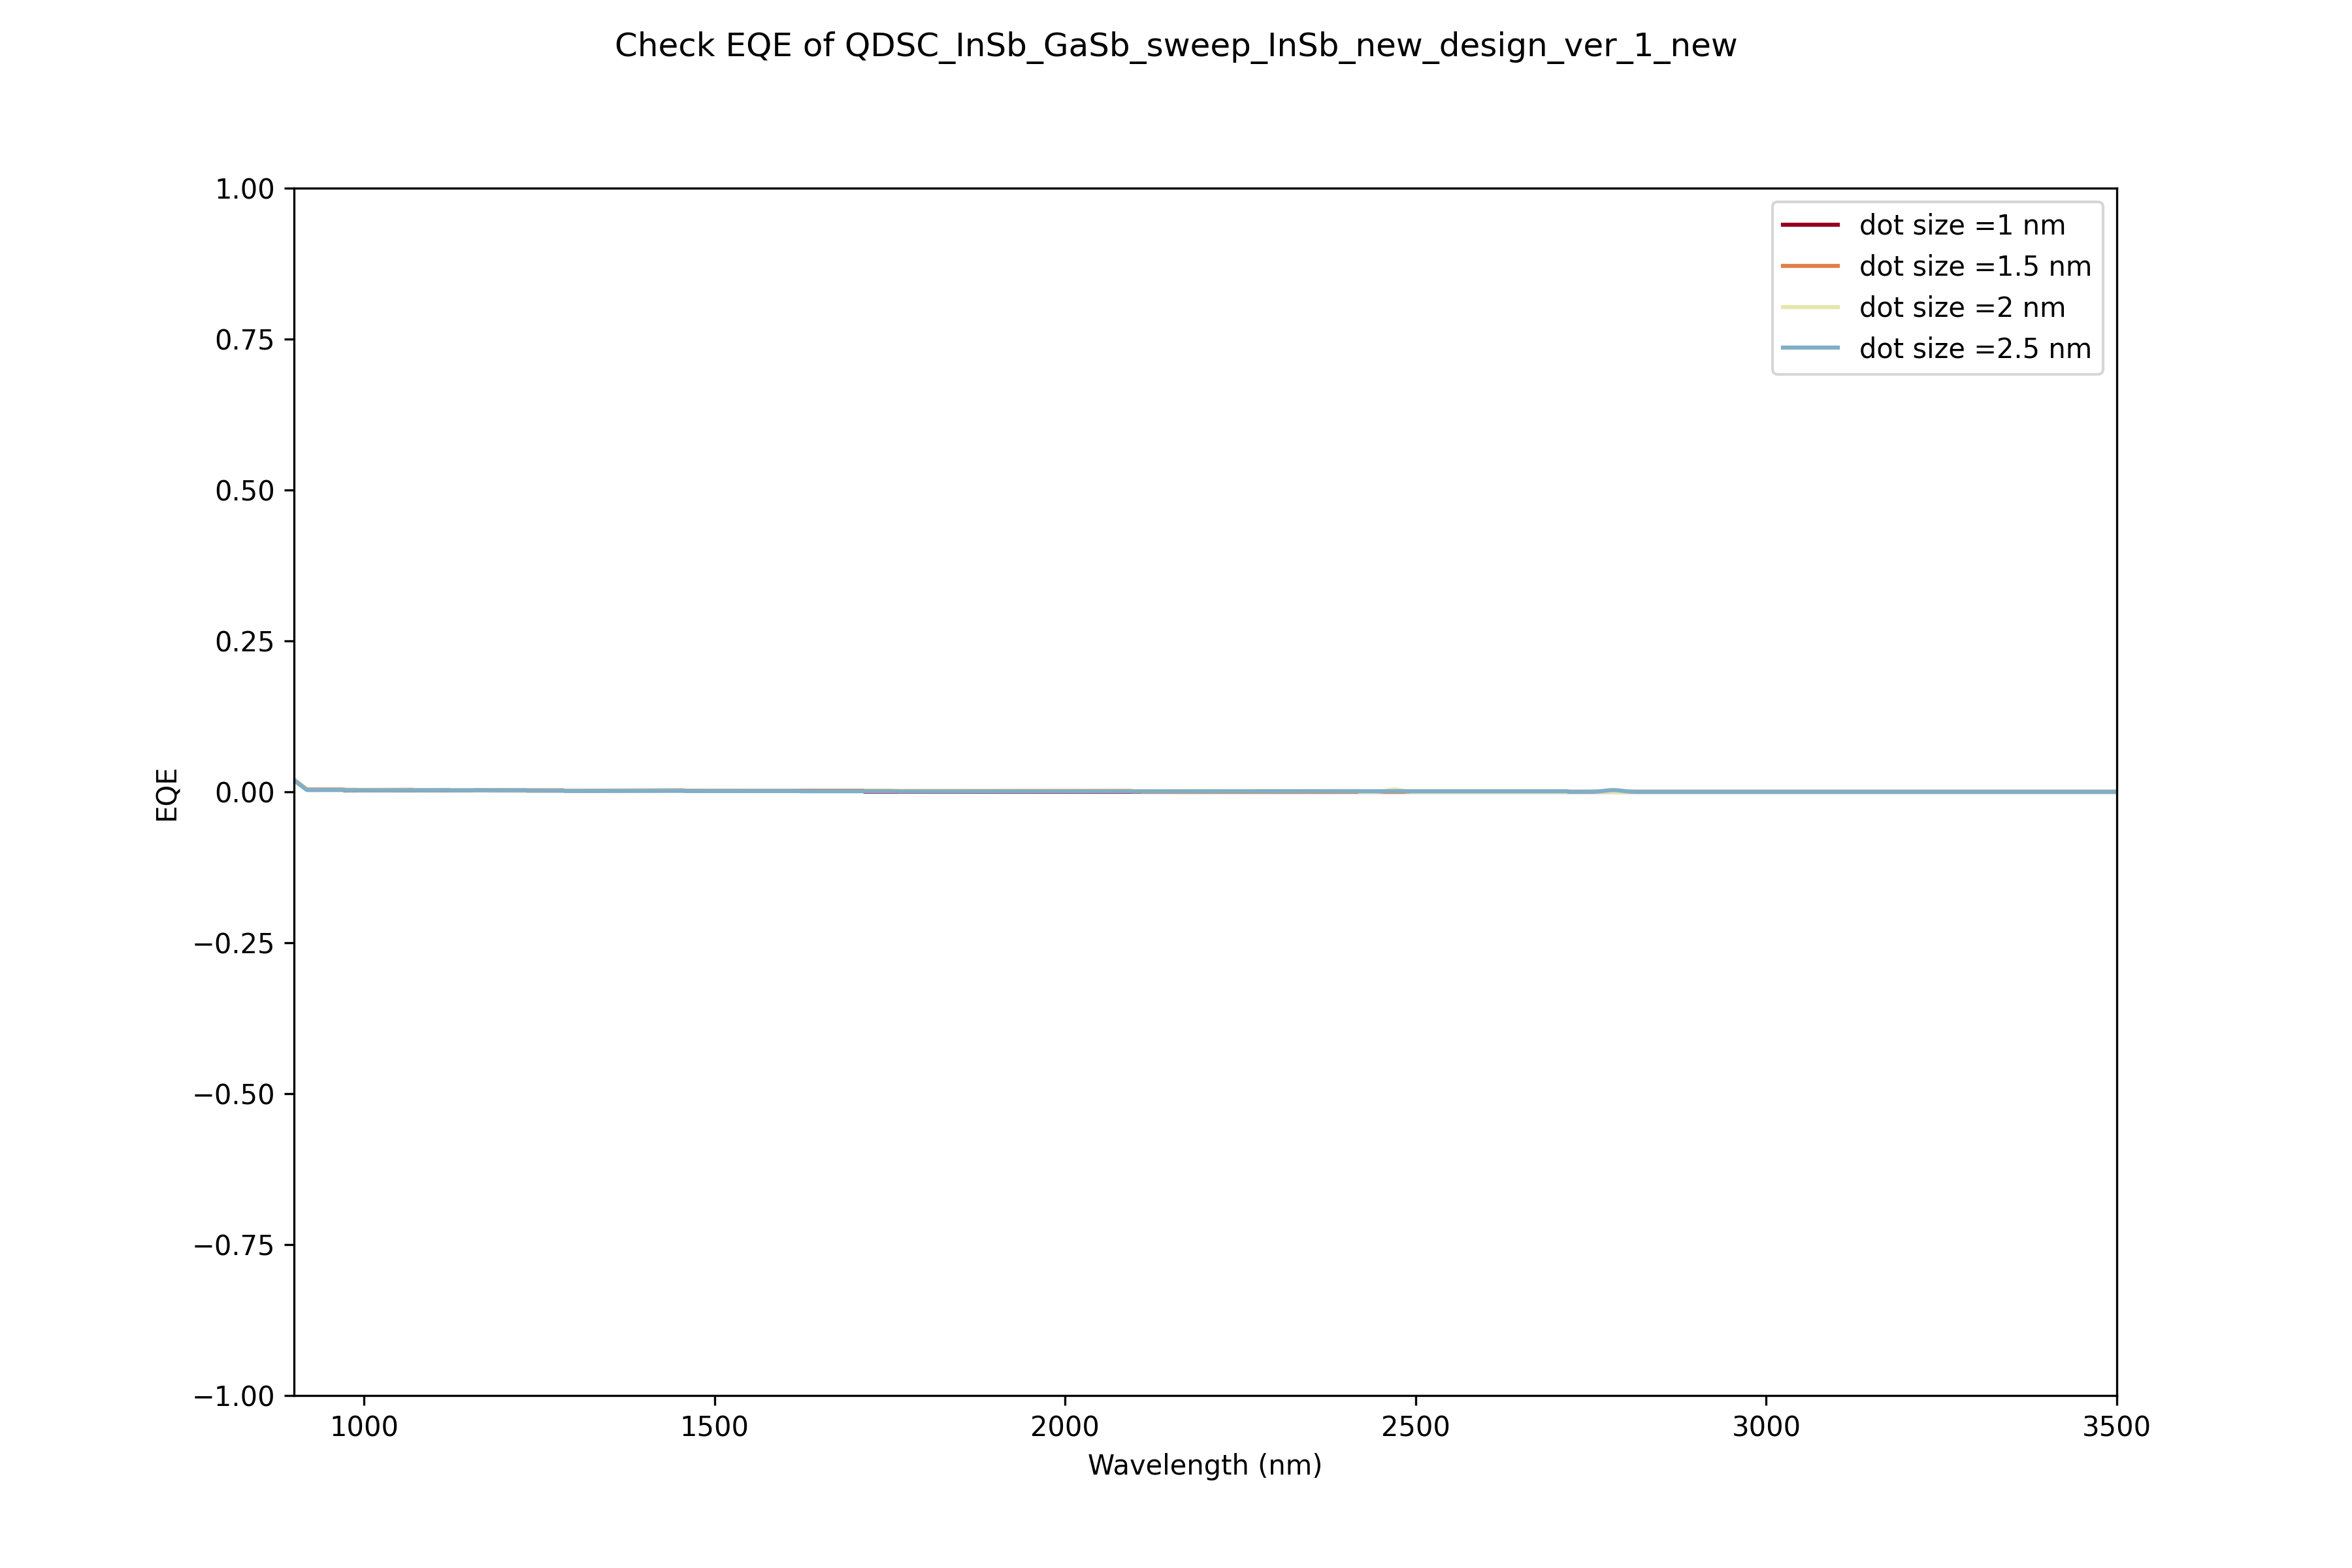 Check EQE of QDSC_InSb_GaSb_sweep_InSb_new_design_ver_1_new
1.00
0.75
0.50
0.25
0.00
−0.25
−0.50
−0.75
−1.00
EQE
dot size =1 nm
dot size =1.5 nm
dot size =2 nm
dot size =2.5 nm
1000 1500 2000 2500 3000 3500
Wavelength (nm)